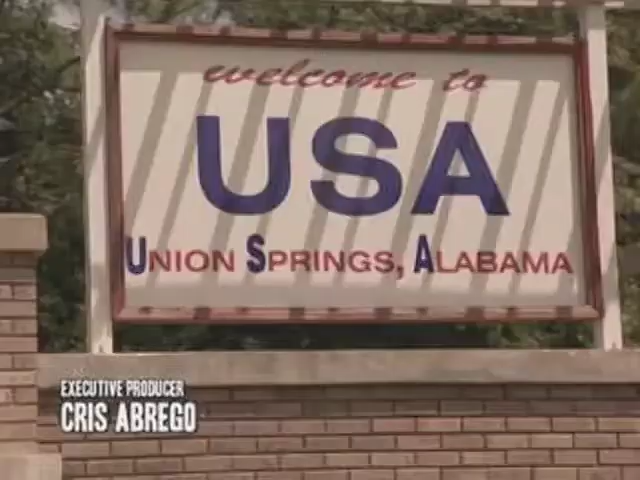 welcome to
USA
UNION SPRINGS, ALABAMA
EXECUTIVE PRODUCER
CRIS ABREGO